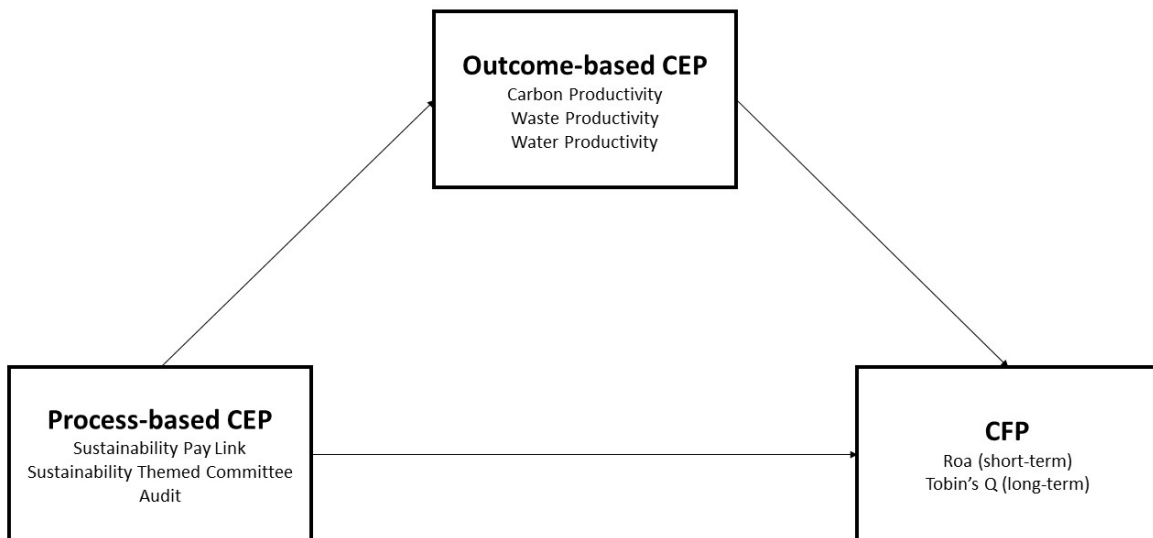 Outcome-based CEP
Carbon Productivity
Waste Productivity
Water Productivity
Process-based CEP
Sustainability Pay Link
Sustainability Themed Committee
Audit
CFP
Roa (short-term)
Tobin's Q (long-term)